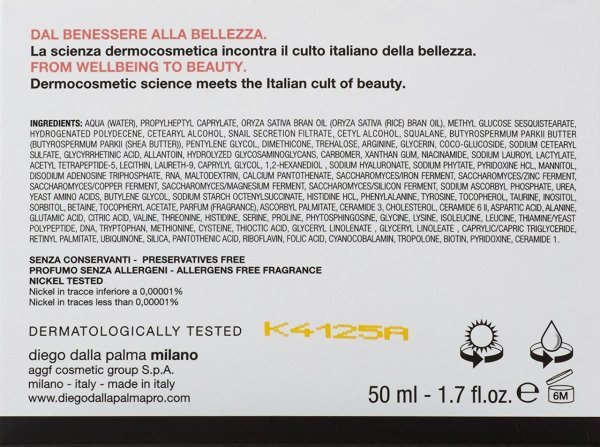 DAL BENESSERE ALLA BELLEZZA.
La scienza dermocosmetica incontra il culto italiano della bellezza.
FROM WELLBEING TO BEAUTY.
Dermocosmetic science meets the Italian cult of beauty.
INGREDIENTS: AQUA (WATER), PROPYLHEPTYL CAPRYLATE, ORYZA SATIVA BRAN OIL (ORYZA SATIVA (RICE) BRAN OIL), METHYL GLUCOSE SESQUISTEARATE,
HYDROGENATED POLYDECENE, CETEARYL ALCOHOL, SNAIL SECRETION FILTRATE, CETYL ALCOHOL, SQUALANE, BUTYROSPERMUM PARKII BUTTER
(BUTYROSPERMUM PARKII (SHEA BUTTER)), PENTYLENE GLYCOL, DIMETHICONE, TREHALOSE, ARGININE, GLYCERIN, COCO-GLUCOSIDE, SODIUM CETEARYL
SULFATE, GLYCYRRHETINIC ACID, ALLANTOIN, HYDROLYZED GLYCOSAMINOGLYCANS, CARBOMER, XANTHAN GUM, NIACINAMIDE, SODIUM LAUROYL LACTYLATE,
ACETYL TETRAPEPTIDE-5, LECITHIN, LAURETH-9, CAPRYLYL GLYCOL, 1,2-HEXANEDIOL , SODIUM HYALURONATE, SODIUM PHYTATE, PYRIDOXINE HCL, MANNITOL,
DISODIUM ADENOSINE TRIPHOSPHATE, RNA, MALTODEXTRIN, CALCIUM PANTOTHENATE, SACCHAROMYCES/IRON FERMENT, SACCHAROMYCES/ZINC FERMENT,
SACCHAROMYCES/COPPER FERMENT, SACCHAROMYCES/MAGNESIUM FERMENT, SACCHAROMYCES/SILICON FERMENT, SODIUM ASCORBYL PHOSPHATE, UREA,
YEAST AMINO ACIDS, BUTYLENE GLYCOL, SODIUM STARCH OCTENYLSUCCINATE, HISTIDINE HCL, PHENYLALANINE, TYROSINE, TOCOPHEROL, TAURINE, INOSITOL,
SORBITOL, BETAINE, TOCOPHERYL ACETATE, PARFUM (FRAGRANCE), ASCORBYL PALMITATE, CERAMIDE 3, CHOLESTEROL, CERAMIDE 6 II, ASPARTIC ACID, ALANINE,
GLUTAMIC ACID, CITRIC ACID, VALINE, THREONINE, HISTIDINE, SERINE, PROLINE, PHYTOSPHINGOSINE, GLYCINE, LYSINE, ISOLEUCINE, LEUCINE, THIAMINE/YEAST
POLYPEPTIDE, DNA, TRYPTOPHAN, METHIONINE, CYSTEINE, THIOCTIC ACID, GLYCERYL LINOLENATE , GLYCERYL LINOLEATE , CAPRYLIC/CAPRIC TRIGLYCERIDE,
RETINYL PALMITATE, UBIQUINONE, SILICA, PANTOTHENIC ACID, RIBOFLAVIN, FOLIC ACID, CYANOCOBALAMIN, TROPOLONE, BIOTIN, PYRIDOXINE, CERAMIDE 1.
SENZA CONSERVANTI - PRESERVATIVES FREE
PROFUMO SENZA ALLERGENI - ALLERGENS FREE FRAGRANCE
NICKEL TESTED
Nickel in tracce inferiore a 0,00001%
Nickel in traces less than 0,00001%
DERMATOLOGICALLY TESTED K4125A
diego dalla palma milano
aggf cosmetic group S.p.A.
milano - italy - made in italy
www.diegodallapalmapro.com
50 ml - 1.7 fl.oz. e 6M